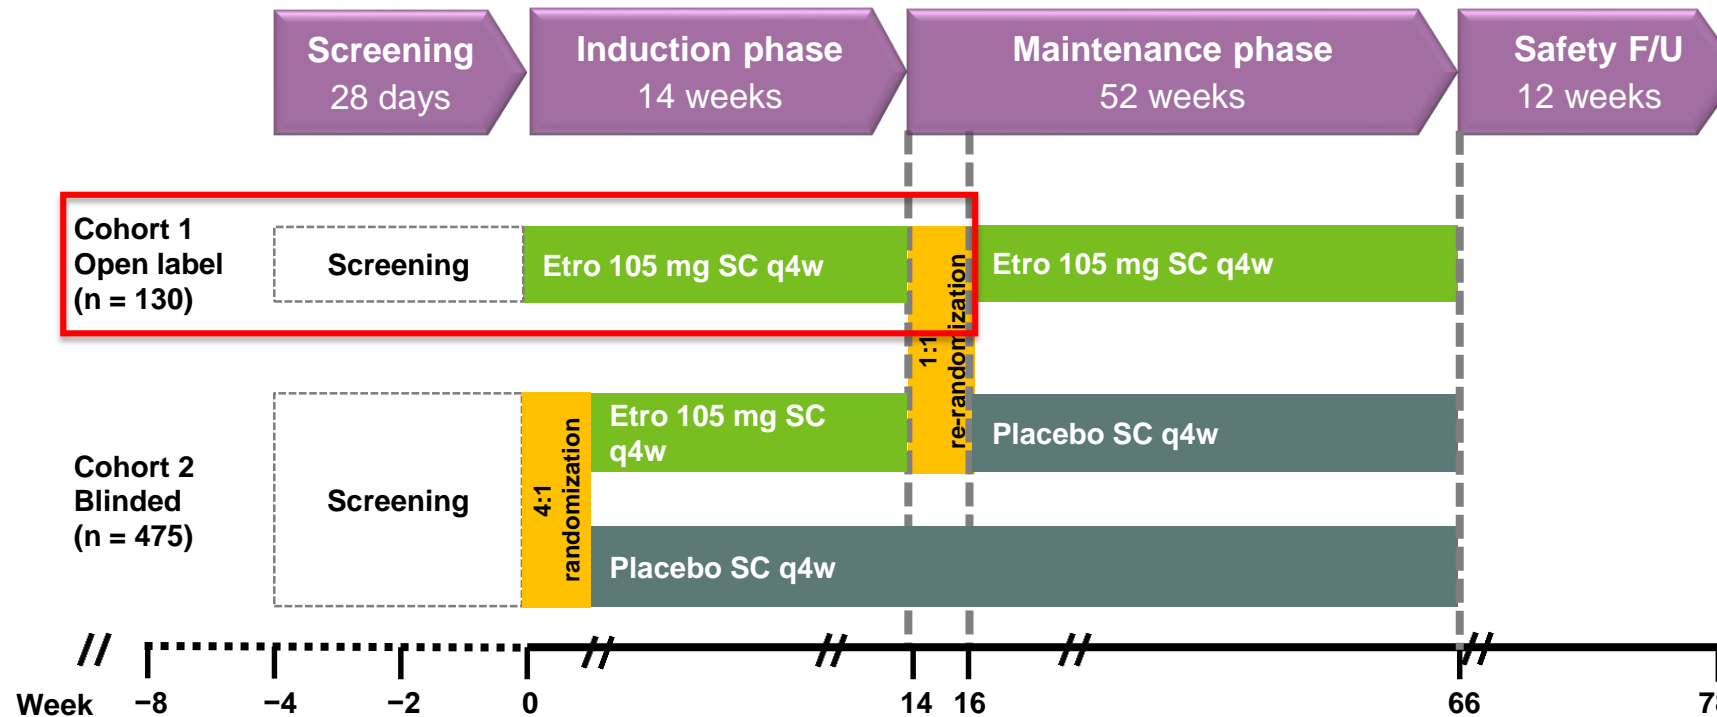 Screening
28 days
Induction phase
14 weeks
Maintenance phase
52 weeks
Safety F/U
12 weeks
Cohort 1
Open label
(n = 130)
Screening
Etro 105 mg SC q4w
1:1
re-randomization
Etro 105 mg SC q4w
Cohort 2
Blinded
(n = 475)
Screening
4:1
randomization
Etro 105 mg SC
q4w
Placebo SC q4w
Placebo SC q4w
Week −8 −4 −2 0 14 16 66